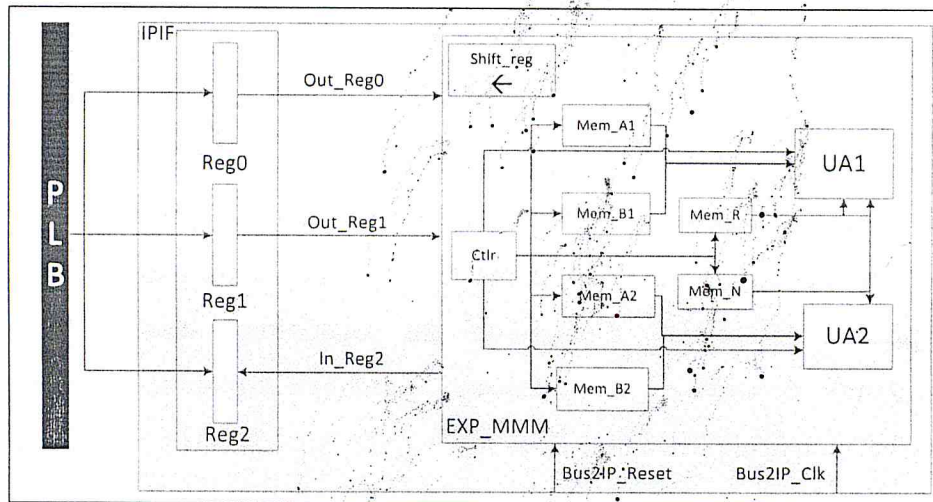 PLB
IPIF
Reg0
Reg1
Reg2
Out_Reg0
Out_Reg1
In_Reg2
Shift_reg
Mem_A1
Mem_B1
Ctlr
Mem_A2
Mem_B2
Mem_R
Mem_N
UA1
UA2
EXP_MMM
Bus2IP_Reset
Bus2IP_Clk